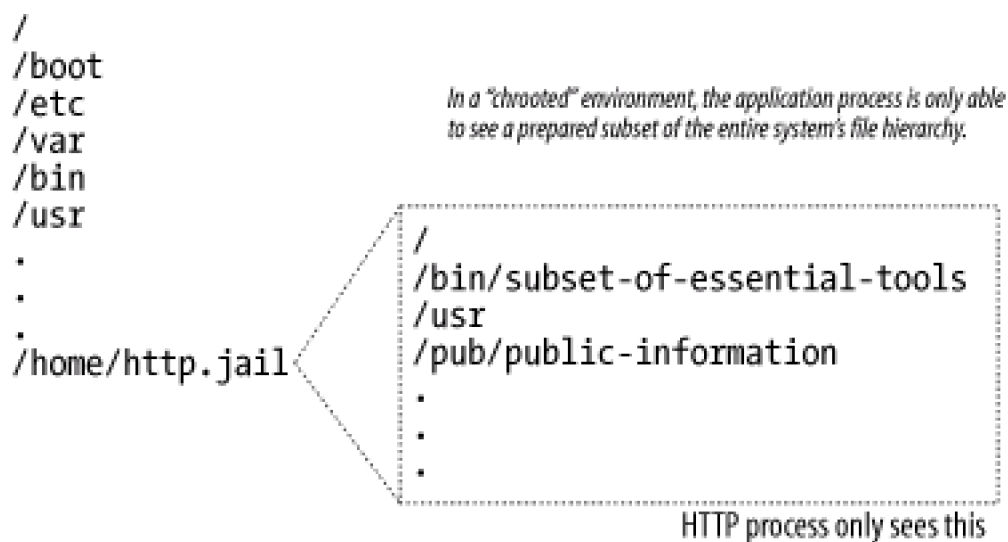 /
/boot
/etc
/var
/bin
/usr
.
.
.
/home/http.jail
In a “chrooted” environment, the application process is only able
to see a prepared subset of the entire system’s file hierarchy.
/
/bin/subset-of-essential-tools
/usr
/pub/public-information
.
.
.
HTTP process only sees this